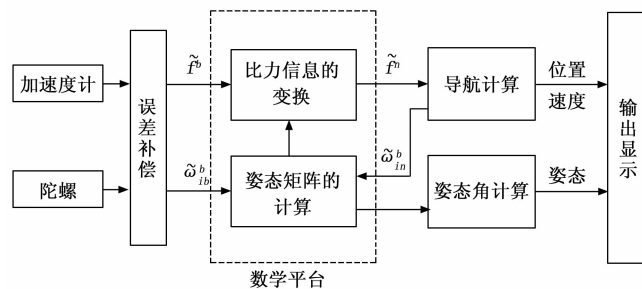 加速度计
陀螺
误差补偿
f̃ᵇ
ω̃ᵇᵢb
比力信息的
变换
姿态矩阵的
计算
数学平台
f̃ⁿ
ω̃ᵇᵢₙ
导航计算
姿态角计算
位置
速度
姿态
输出显示